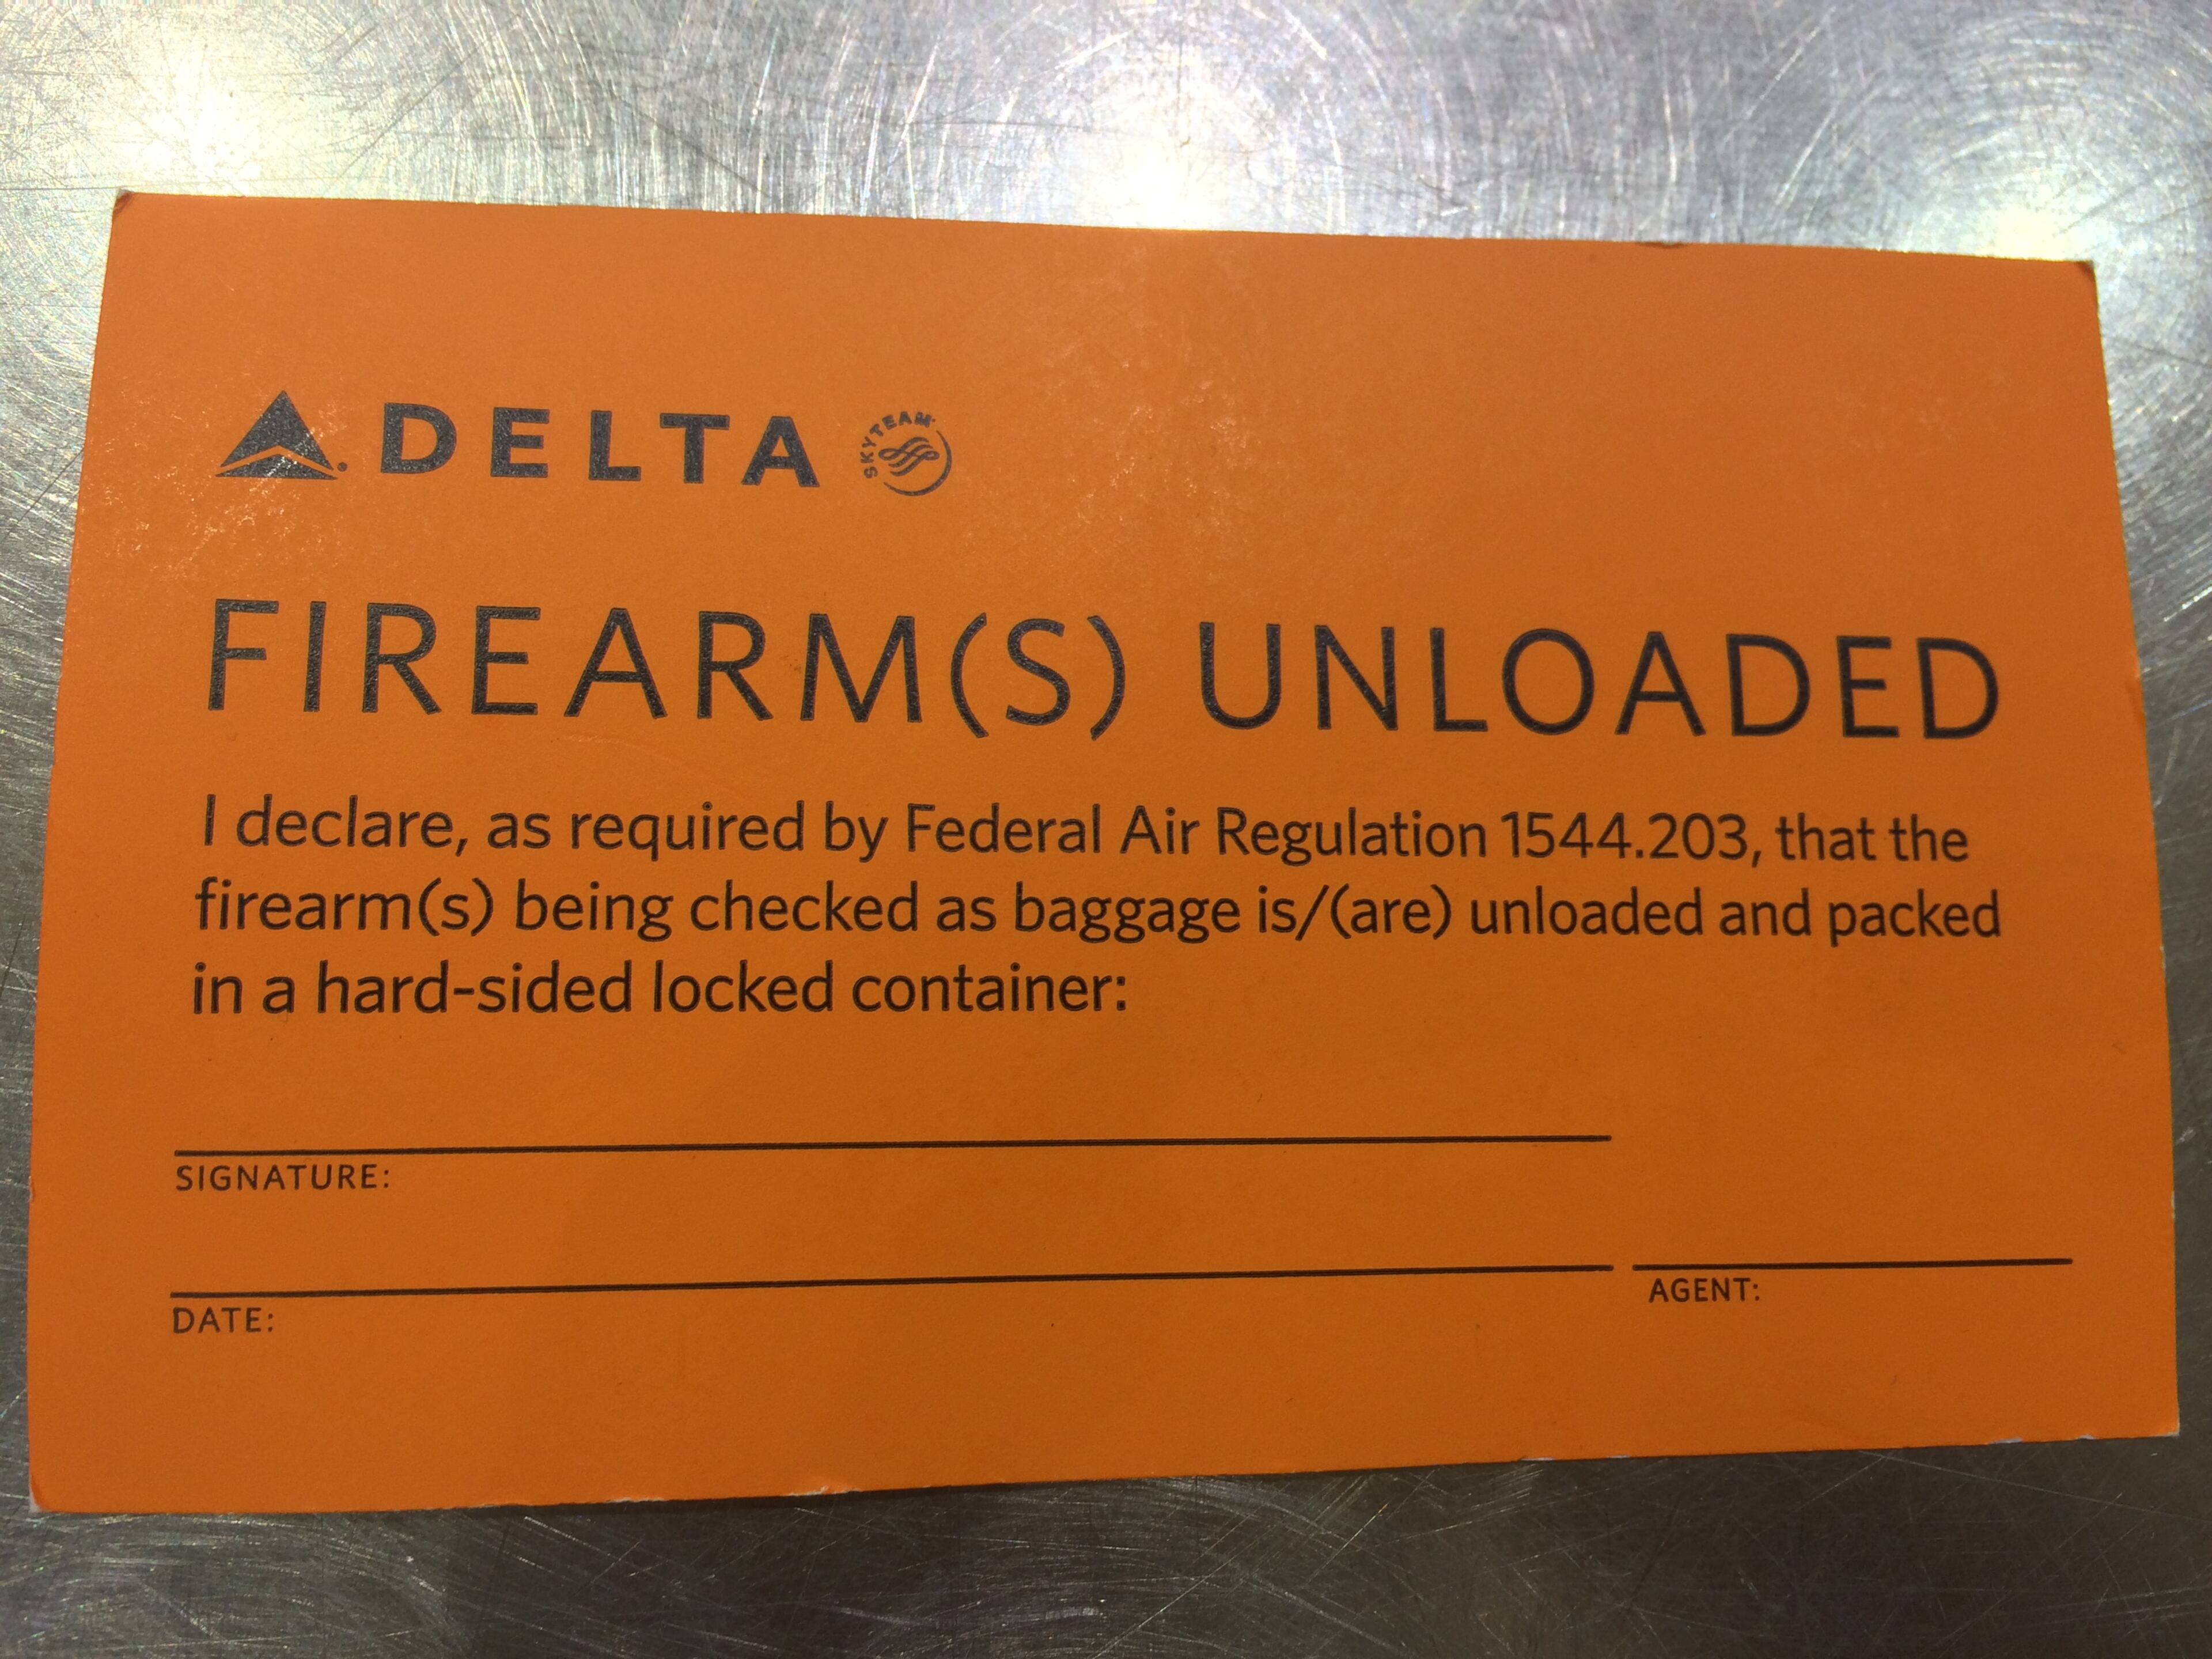 DELTA SKYTEAM
FIREARM(S) UNLOADED
I declare, as required by Federal Air Regulation 1544.203, that the
firearm(s) being checked as baggage is/(are) unloaded and packed
in a hard-sided locked container:
SIGNATURE:
DATE: AGENT: